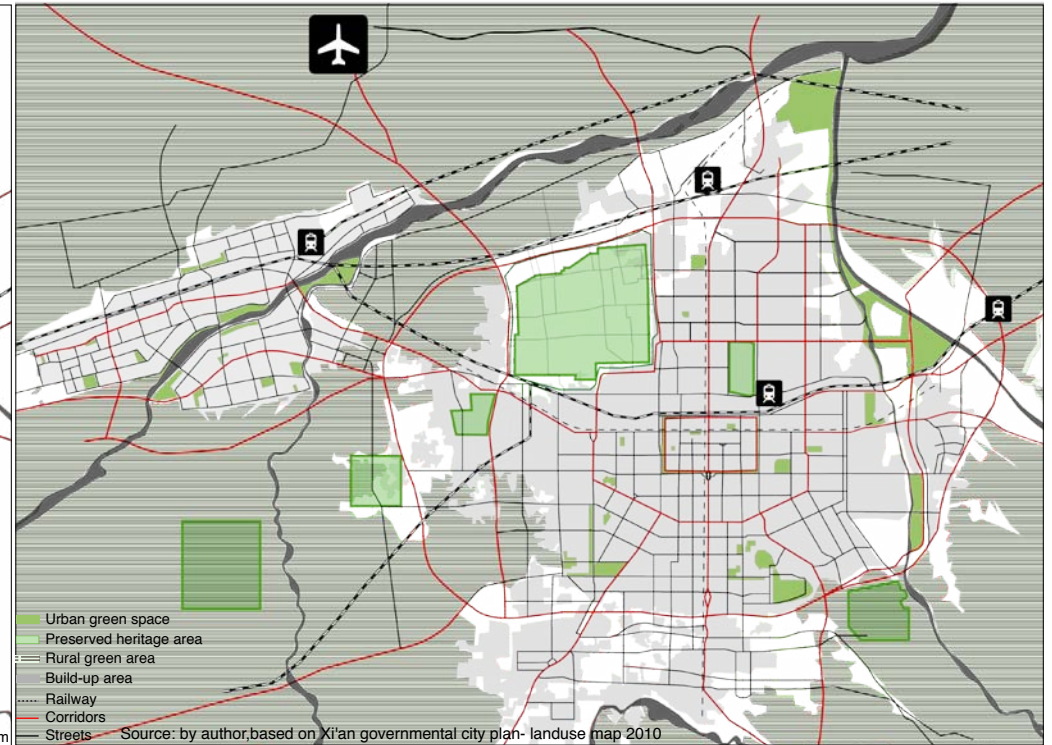 Urban green space
Preserved heritage area
Rural green area
Build-up area
Railway
Corridors
Streets
Source: by author,based on Xi'an governmental city plan- landuse map 2010
m